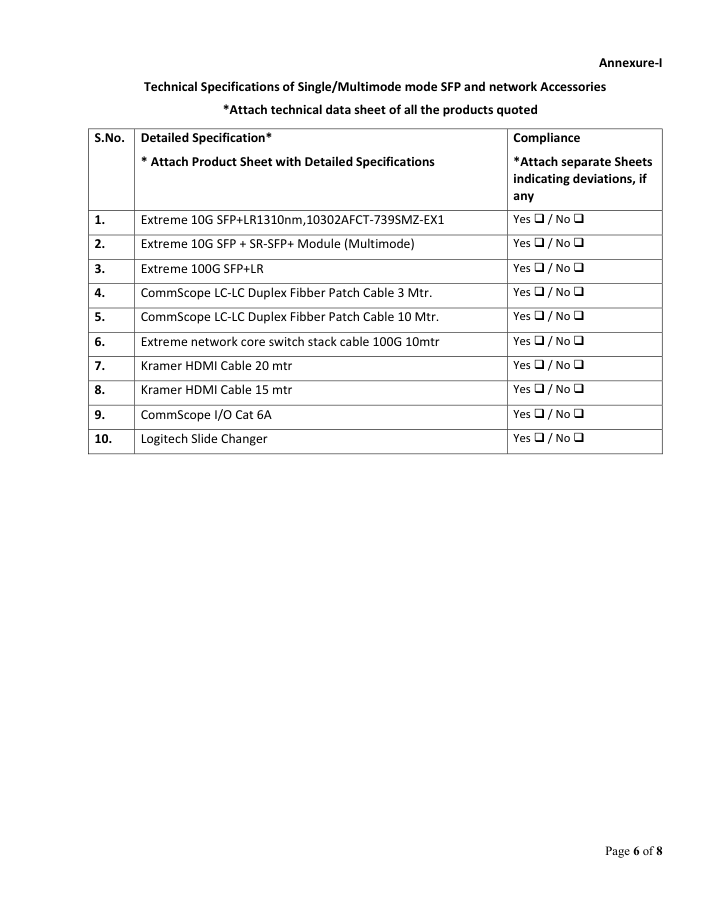 Annexure-I
Technical Specifications of Single/Multimode mode SFP and network Accessories
*Attach technical data sheet of all the products quoted
S.No. Detailed Specification* Compliance
* Attach Product Sheet with Detailed Specifications *Attach separate Sheets
indicating deviations, if
any
1. Extreme 10G SFP+LR1310nm,10302AFCT-739SMZ-EX1 Yes ❑ / No ❑
2. Extreme 10G SFP + SR-SFP+ Module (Multimode) Yes ❑ / No ❑
3. Extreme 100G SFP+LR Yes ❑ / No ❑
4. CommScope LC-LC Duplex Fibber Patch Cable 3 Mtr. Yes ❑ / No ❑
5. CommScope LC-LC Duplex Fibber Patch Cable 10 Mtr. Yes ❑ / No ❑
6. Extreme network core switch stack cable 100G 10mtr Yes ❑ / No ❑
7. Kramer HDMI Cable 20 mtr Yes ❑ / No ❑
8. Kramer HDMI Cable 15 mtr Yes ❑ / No ❑
9. CommScope I/O Cat 6A Yes ❑ / No ❑
10. Logitech Slide Changer Yes ❑ / No ❑
Page 6 of 8